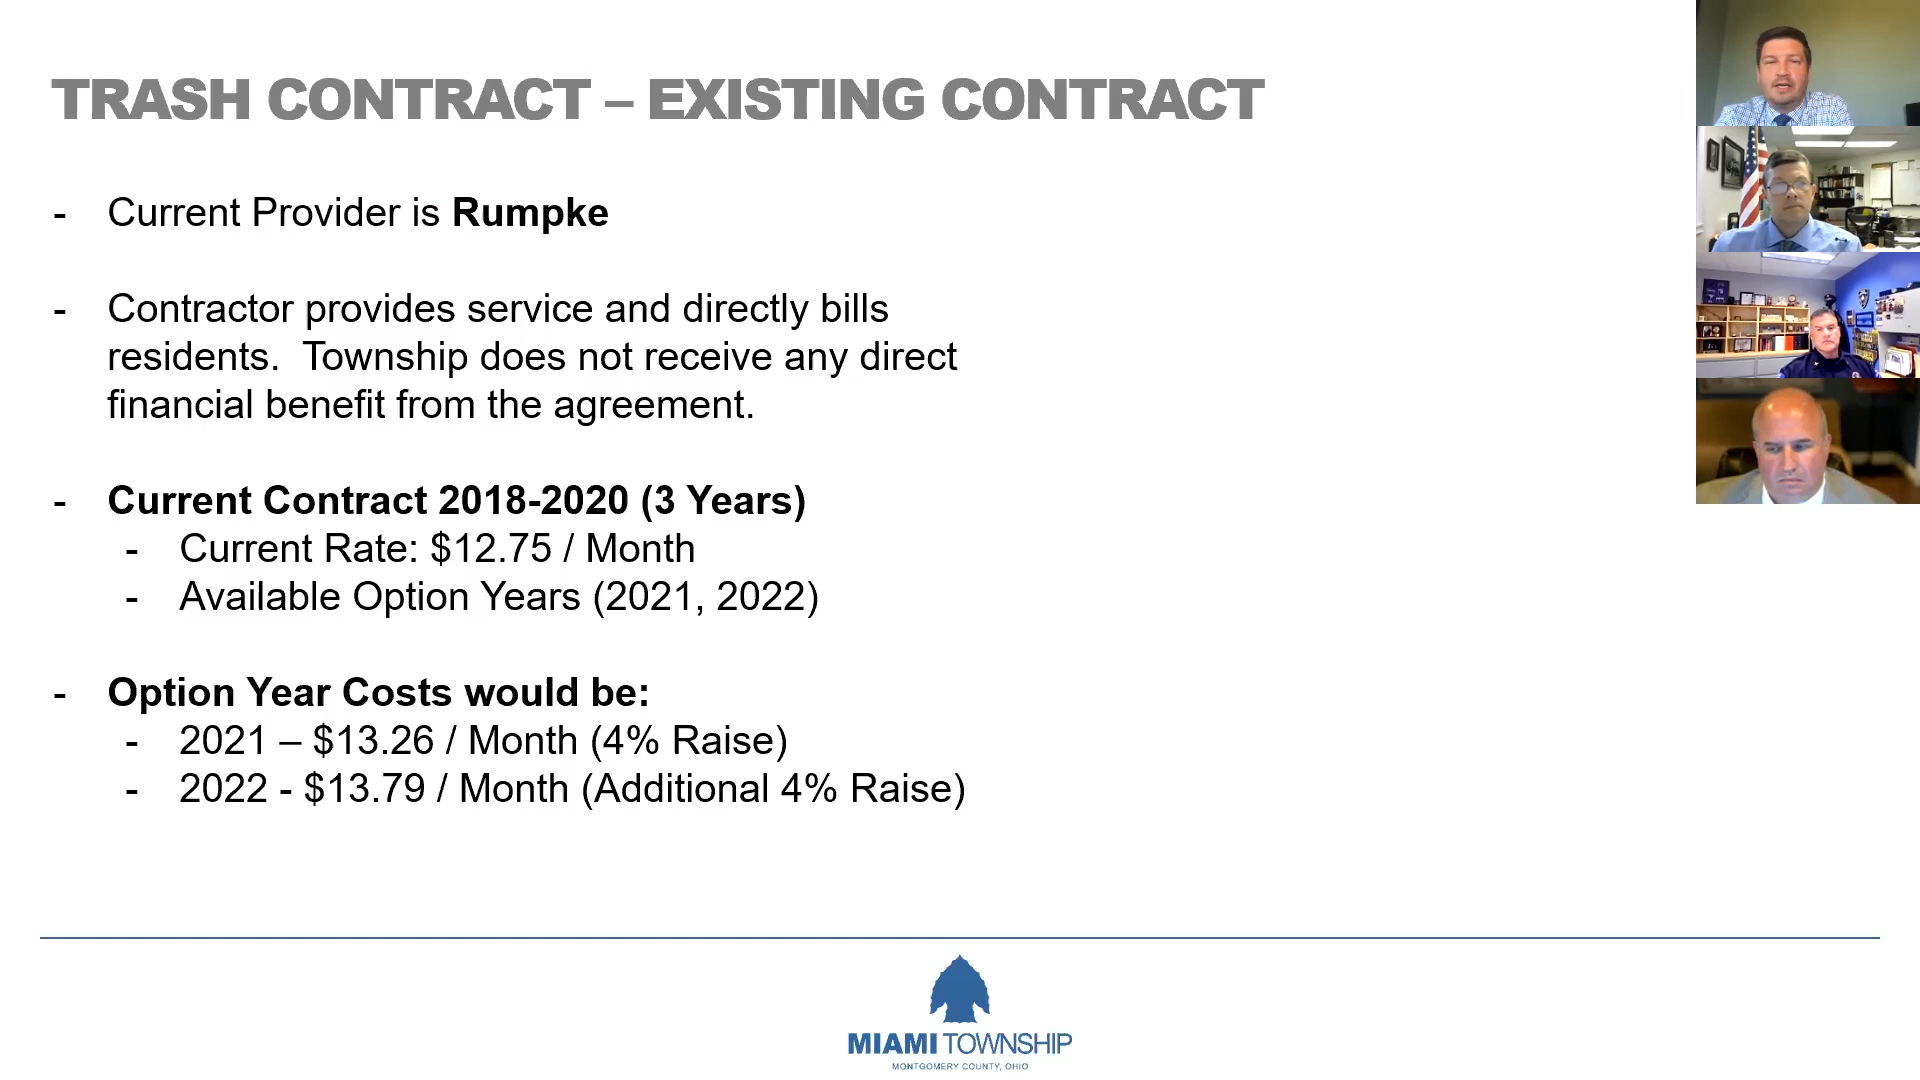 TRASH CONTRACT – EXISTING CONTRACT
- Current Provider is Rumpke
- Contractor provides service and directly bills
residents.  Township does not receive any direct
financial benefit from the agreement.
- Current Contract 2018-2020 (3 Years)
- Current Rate: $12.75 / Month
- Available Option Years (2021, 2022)
- Option Year Costs would be:
- 2021 – $13.26 / Month (4% Raise)
- 2022 - $13.79 / Month (Additional 4% Raise)
MIAMI TOWNSHIP
MONTGOMERY COUNTY, OHIO